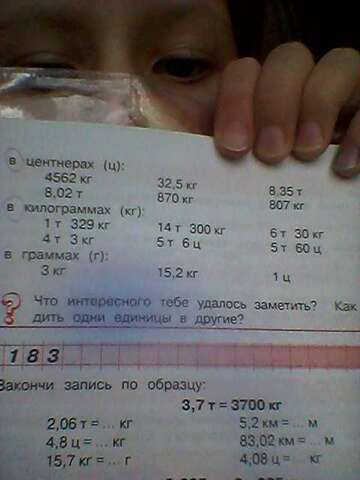 в центнерах (ц):
4562 кг 32,5 кг 8,35 т
8,02 т 870 кг 807 кг
в килограммах (кг):
1 т 329 кг 14 т 300 кг 6 т 30 кг
4 т 3 кг 5 т 6 ц 5 т 60 ц
в граммах (г):
3 кг 15,2 кг 1 ц
Что интересного тебе удалось заметить? Как
дить одни единицы в другие?
183
Закончи запись по образцу:
3,7 т = 3700 кг
2,06 т = ... кг 5,2 км = ... м
4,8 ц = ... кг 83,02 км = ... м
15,7 кг = ... г 4,08 ц = ... кг